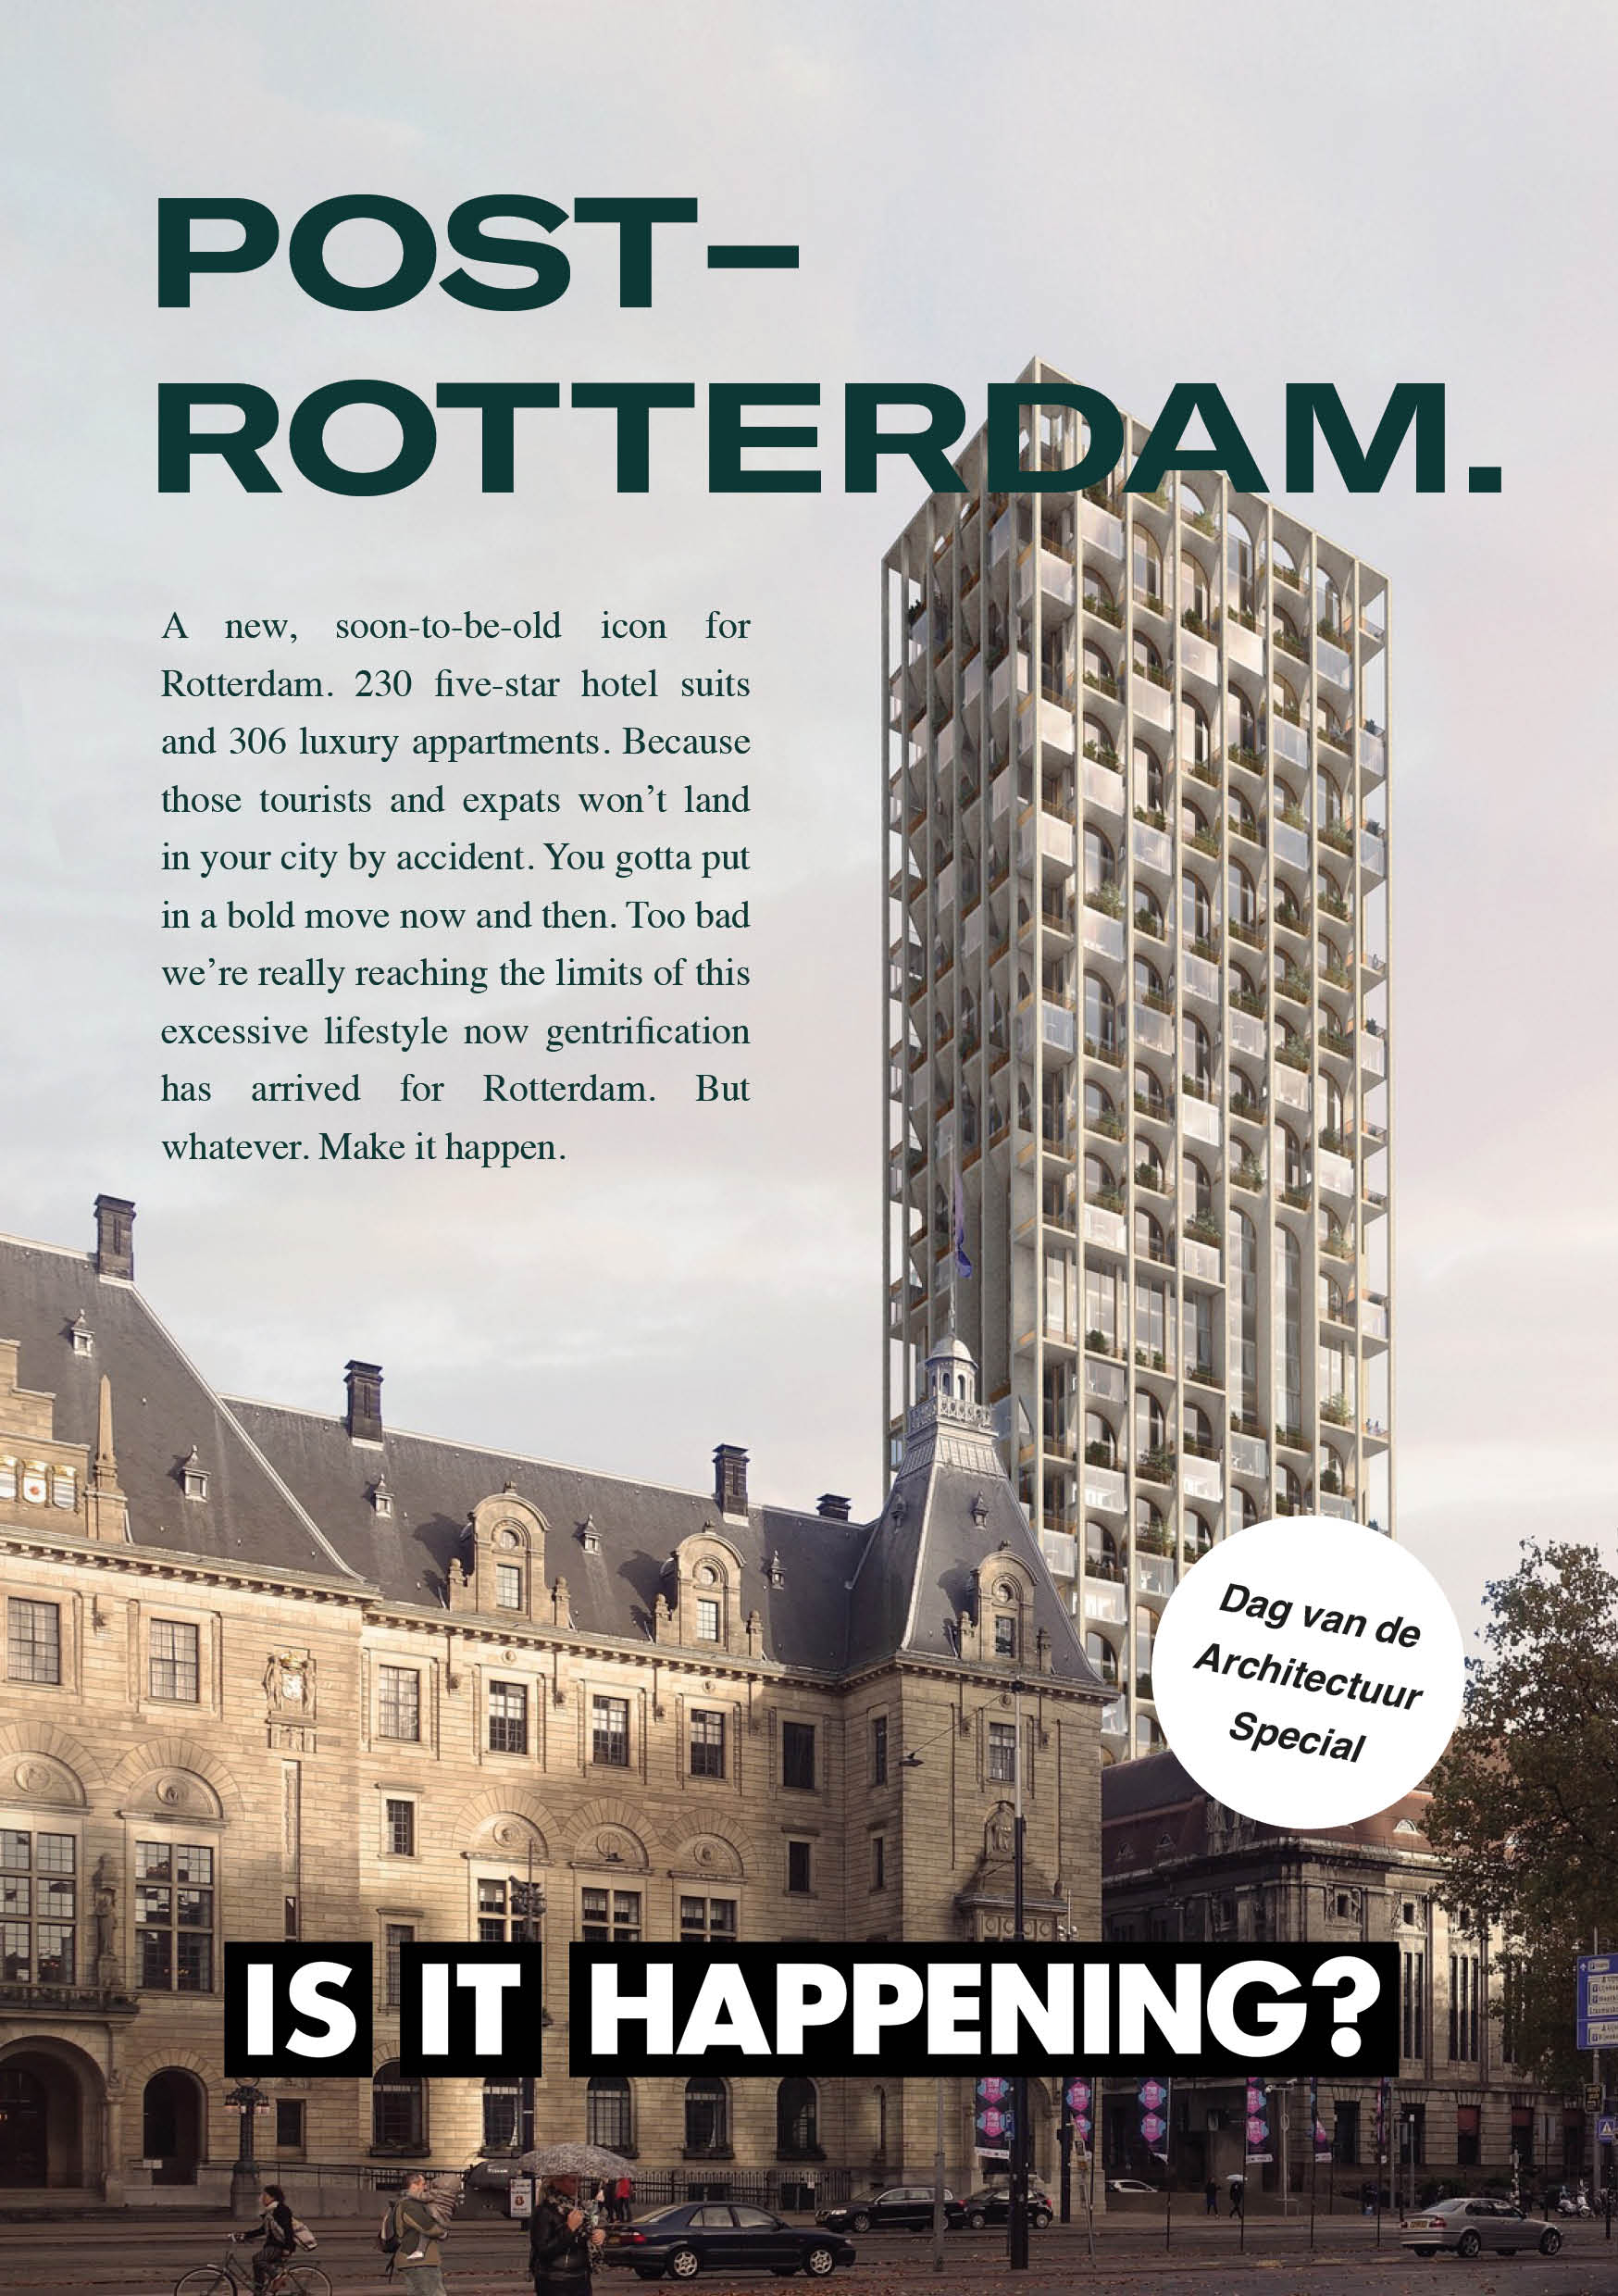 POST-
ROTTERDAM.
A new, soon-to-be-old icon for
Rotterdam. 230 five-star hotel suits
and 306 luxury appartments. Because
those tourists and expats won’t land
in your city by accident. You gotta put
in a bold move now and then. Too bad
we’re really reaching the limits of this
excessive lifestyle now gentrification
has arrived for Rotterdam. But
whatever. Make it happen.
Dag van de
Architectuur
Special
IS IT HAPPENING?